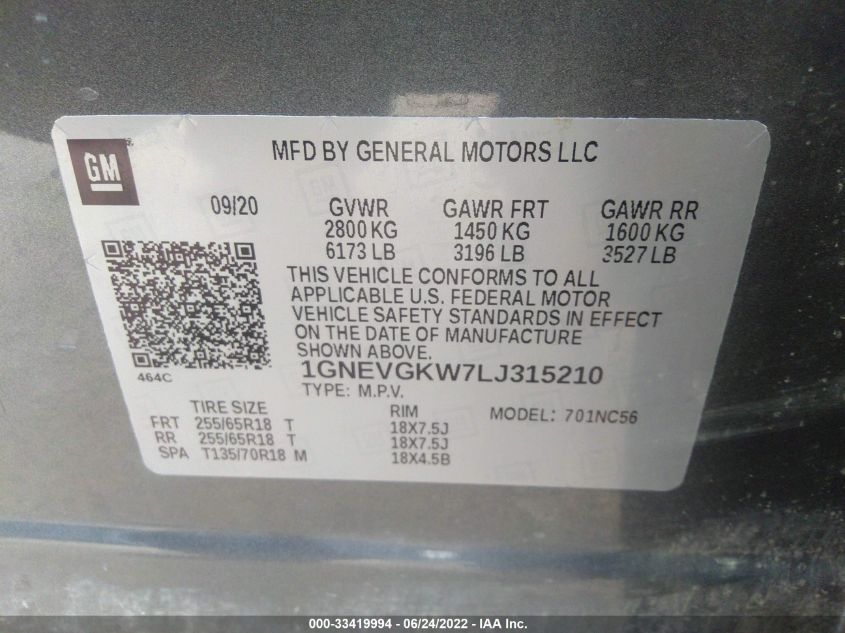 GM
MFD BY GENERAL MOTORS LLC
09/20 GVWR GAWR FRT GAWR RR
2800 KG 1450 KG 1600 KG
6173 LB 3196 LB 3527 LB
THIS VEHICLE CONFORMS TO ALL
APPLICABLE U.S. FEDERAL MOTOR
VEHICLE SAFETY STANDARDS IN EFFECT
ON THE DATE OF MANUFACTURE
SHOWN ABOVE.
464C
1GNEVGKW7LJ315210
TYPE: M.P.V.
TIRE SIZE RIM MODEL: 701NC56
FRT 255/65R18 T 18X7.5J
RR 255/65R18 T 18X7.5J
SPA T135/70R18 M 18X4.5B
000-33419994 - 06/24/2022 - IAA Inc.